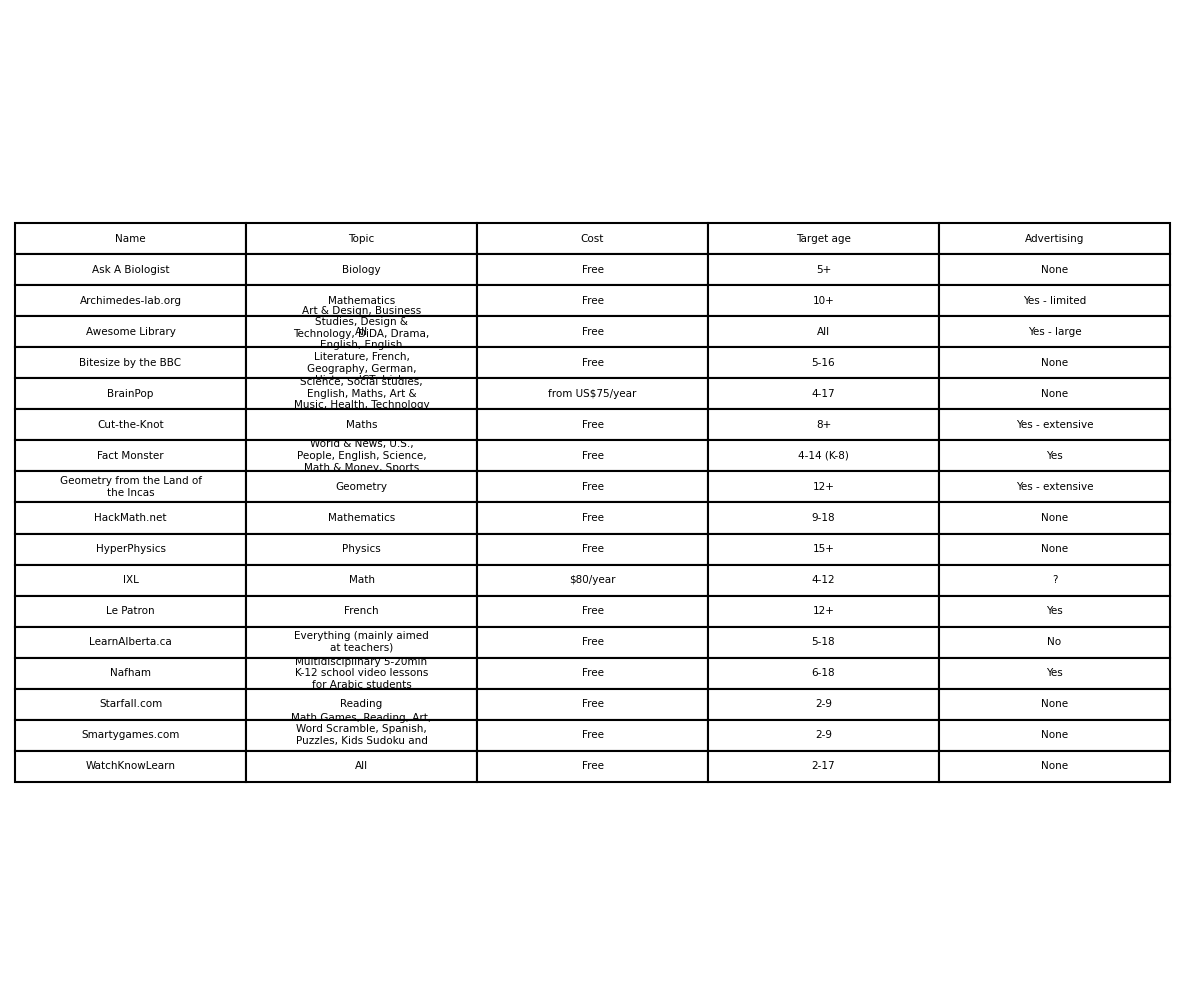 Name Topic Cost Target age Advertising
Ask A Biologist Biology Free 5+ None
Archimedes-lab.org Mathematics Free 10+ Yes - limited
Awesome Library All Free All Yes - large
Bitesize by the BBC Art & Design, Business
Studies, Design &
Technology, DiDA, Drama,
English, English
Literature, French,
Geography, German,
Free 5-16 None
BrainPop Science, Social studies,
English, Maths, Art &
Music, Health, Technology
from US$75/year 4-17 None
Cut-the-Knot Maths Free 8+ Yes - extensive
Fact Monster World & News, U.S.,
People, English, Science,
Math & Money, Sports
Free 4-14 (K-8) Yes
Geometry from the Land of
the Incas
Geometry Free 12+ Yes - extensive
HackMath.net Mathematics Free 9-18 None
HyperPhysics Physics Free 15+ None
IXL Math $80/year 4-12 ?
Le Patron French Free 12+ Yes
LearnAlberta.ca Everything (mainly aimed
at teachers)
Free 5-18 No
Nafham Multidisciplinary 5-20min
K-12 school video lessons
for Arabic students
Free 6-18 Yes
Starfall.com Reading Free 2-9 None
Smartygames.com Math Games, Reading, Art,
Word Scramble, Spanish,
Puzzles, Kids Sudoku and
Free 2-9 None
WatchKnowLearn All Free 2-17 None